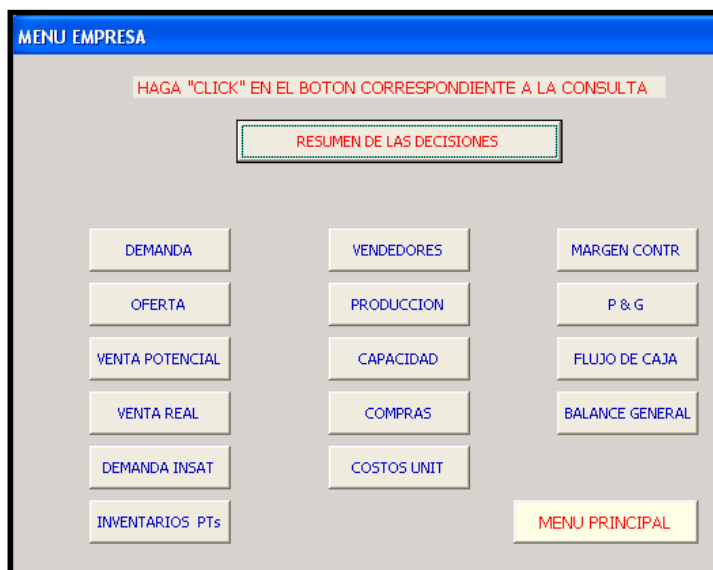 MENU EMPRESA
HAGA "CLICK" EN EL BOTON CORRESPONDIENTE A LA CONSULTA
RESUMEN DE LAS DECISIONES
DEMANDA
VENDEDORES
MARGEN CONTR
OFERTA
PRODUCCION
P & G
VENTA POTENCIAL
CAPACIDAD
FLUJO DE CAJA
VENTA REAL
COMPRAS
BALANCE GENERAL
DEMANDA INSAT
COSTOS UNIT
INVENTARIOS PTs
MENU PRINCIPAL